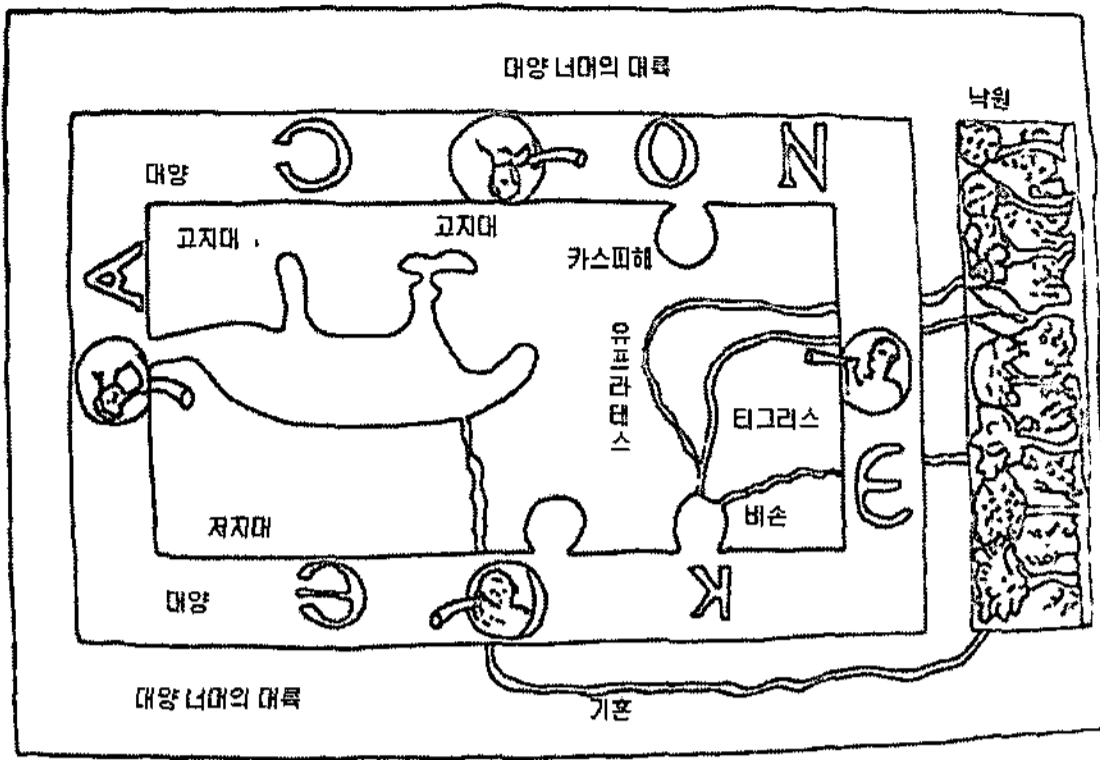 대양 너머의 대륙
낙원
대양
Ɔ O N
고지대
고지대
카스피해
A
유프라테스
티그리스
비손
저지대
대양
K
대양 너머의 대륙
기혼